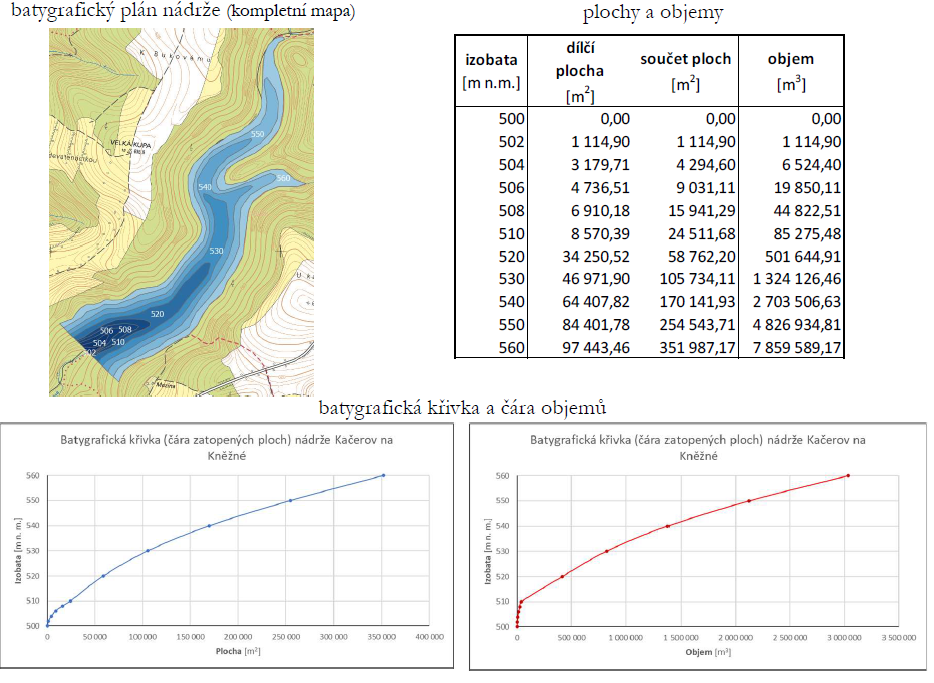 batygrafický plán nádrže (kompletní mapa)
plochy a objemy
K Bukovému
VELKÁ KUPA
550
560
540
530
520
506 508
504 510
502
Mezina
izobata
[m n.m.]
dílčí
plocha
[m²]
součet ploch
[m²]
objem
[m³]
500 0,00 0,00 0,00
502 1 114,90 1 114,90 1 114,90
504 3 179,71 4 294,60 6 524,40
506 4 736,51 9 031,11 19 850,11
508 6 910,18 15 941,29 44 822,51
510 8 570,39 24 511,68 85 275,48
520 34 250,52 58 762,20 501 644,91
530 46 971,90 105 734,11 1 324 126,46
540 64 407,82 170 141,93 2 703 506,63
550 84 401,78 254 543,71 4 826 934,81
560 97 443,46 351 987,17 7 859 589,17
batygrafická křivka a čára objemů
Batygrafická křivka (čára zatopených ploch) nádrže Kačerov na
Kněžné
560
550
540
530
520
510
500
Izobata [m n. m.]
0 50 000 100 000 150 000 200 000 250 000 300 000 350 000 400 000
Plocha [m²]
Batygrafická křivka (čára zatopených ploch) nádrže Kačerov na
Kněžné
560
550
540
530
520
510
500
Izobata [m n. m.]
0 500 000 1 000 000 1 500 000 2 000 000 2 500 000 3 000 000 3 500 000
Objem [m³]